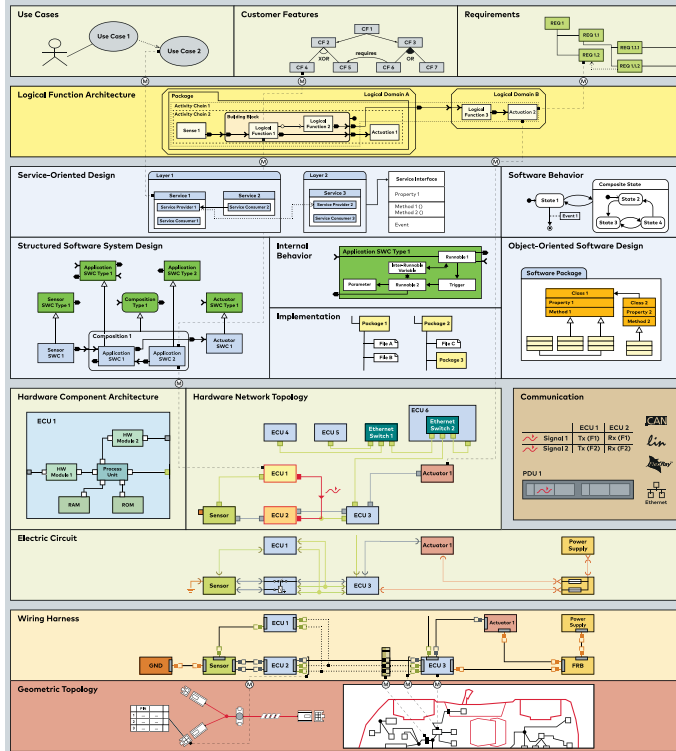 Use Cases
Use Case 1
Use Case 2
Customer Features
CF 1
CF 2
CF 3
XOR
requires
OR
CF 4
CF 5
CF 6
CF 7
Requirements
REQ 1
REQ 1.1
REQ 1.2
REQ 1.1.1
REQ 1.1.2
M
M
M
Logical Function Architecture
Logical Domain A
Package
Activity Chain 1
Activity Chain 2
Building Block
Sense 1
Logical
Function 1
Logical
Function 2
Actuation 1
Logical Domain B
Logical
Function 3
Actuation 2
M
M
Service-Oriented Design
Layer 1
Service 1
Service 2
Service Provider 1
Service Consumer 2
Service Consumer 1
Layer 2
Service 3
Service Provider 2
Service Consumer 3
Service Interface
Property 1
Method 1 ()
Method 2 ()
Event
Software Behavior
State 1
Event 1
Composite State
State 2
State 3
State 4
Structured Software System Design
Application
SWC Type 1
Application
SWC Type 2
Sensor
SWC Type 1
Composition
Type 1
Actuator
SWC Type 1
Composition 1
Sensor
SWC 1
Application
SWC 1
Application
SWC 2
Actuator
SWC 1
Internal
Behavior
Application SWC Type 1
Runnable 1
Inter-Runnable
Variable
Parameter
Runnable 2
Trigger
Implementation
Package 1
File A
File B
Package 2
File C
Package 3
Object-Oriented Software Design
Software Package
Class 1
Property 1
Method 1
Class 2
Property 2
Method 2
M
Hardware Component Architecture
ECU 1
HW
Module 2
HW
Module 1
Process
Unit
RAM
ROM
Hardware Network Topology
ECU 4
ECU 5
Ethernet
Switch 1
ECU 6
Ethernet
Switch 2
ECU 1
Actuator 1
Sensor
ECU 2
ECU 3
Communication
ECU 1
ECU 2
Signal 1
Tx (F1)
Rx (F1)
Signal 2
Tx (F2)
Rx (F2)
PDU 1
CAN
lin
FlexRay
Ethernet
Electric Circuit
ECU 1
Actuator 1
Power
Supply
Sensor
ECU 3
Wiring Harness
ECU 1
Actuator 1
Power
Supply
GND
Sensor
ECU 2
ECU 3
FRB
M
M
M
Geometric Topology
PIN
1
2
3